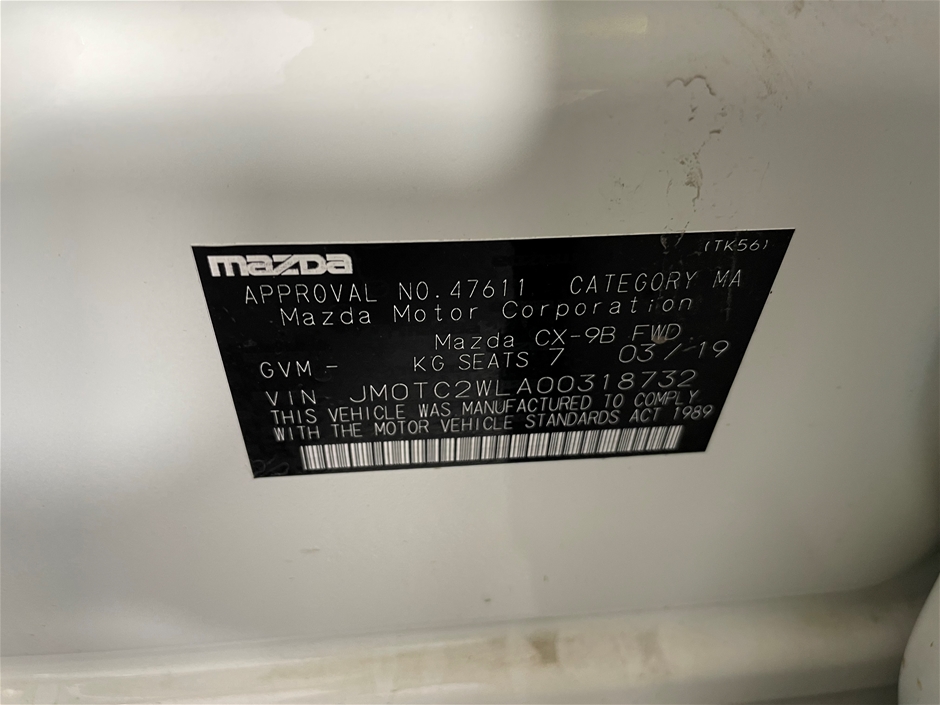 mazda (TK56)
APPROVAL NO.47611 CATEGORY MA
Mazda Motor Corporation
Mazda CX-9B FWD
GVM - KG SEATS 7 03 / 19
VIN JM0TC2WLA00318732
THIS VEHICLE WAS MANUFACTURED TO COMPLY
WITH THE MOTOR VEHICLE STANDARDS ACT 1989